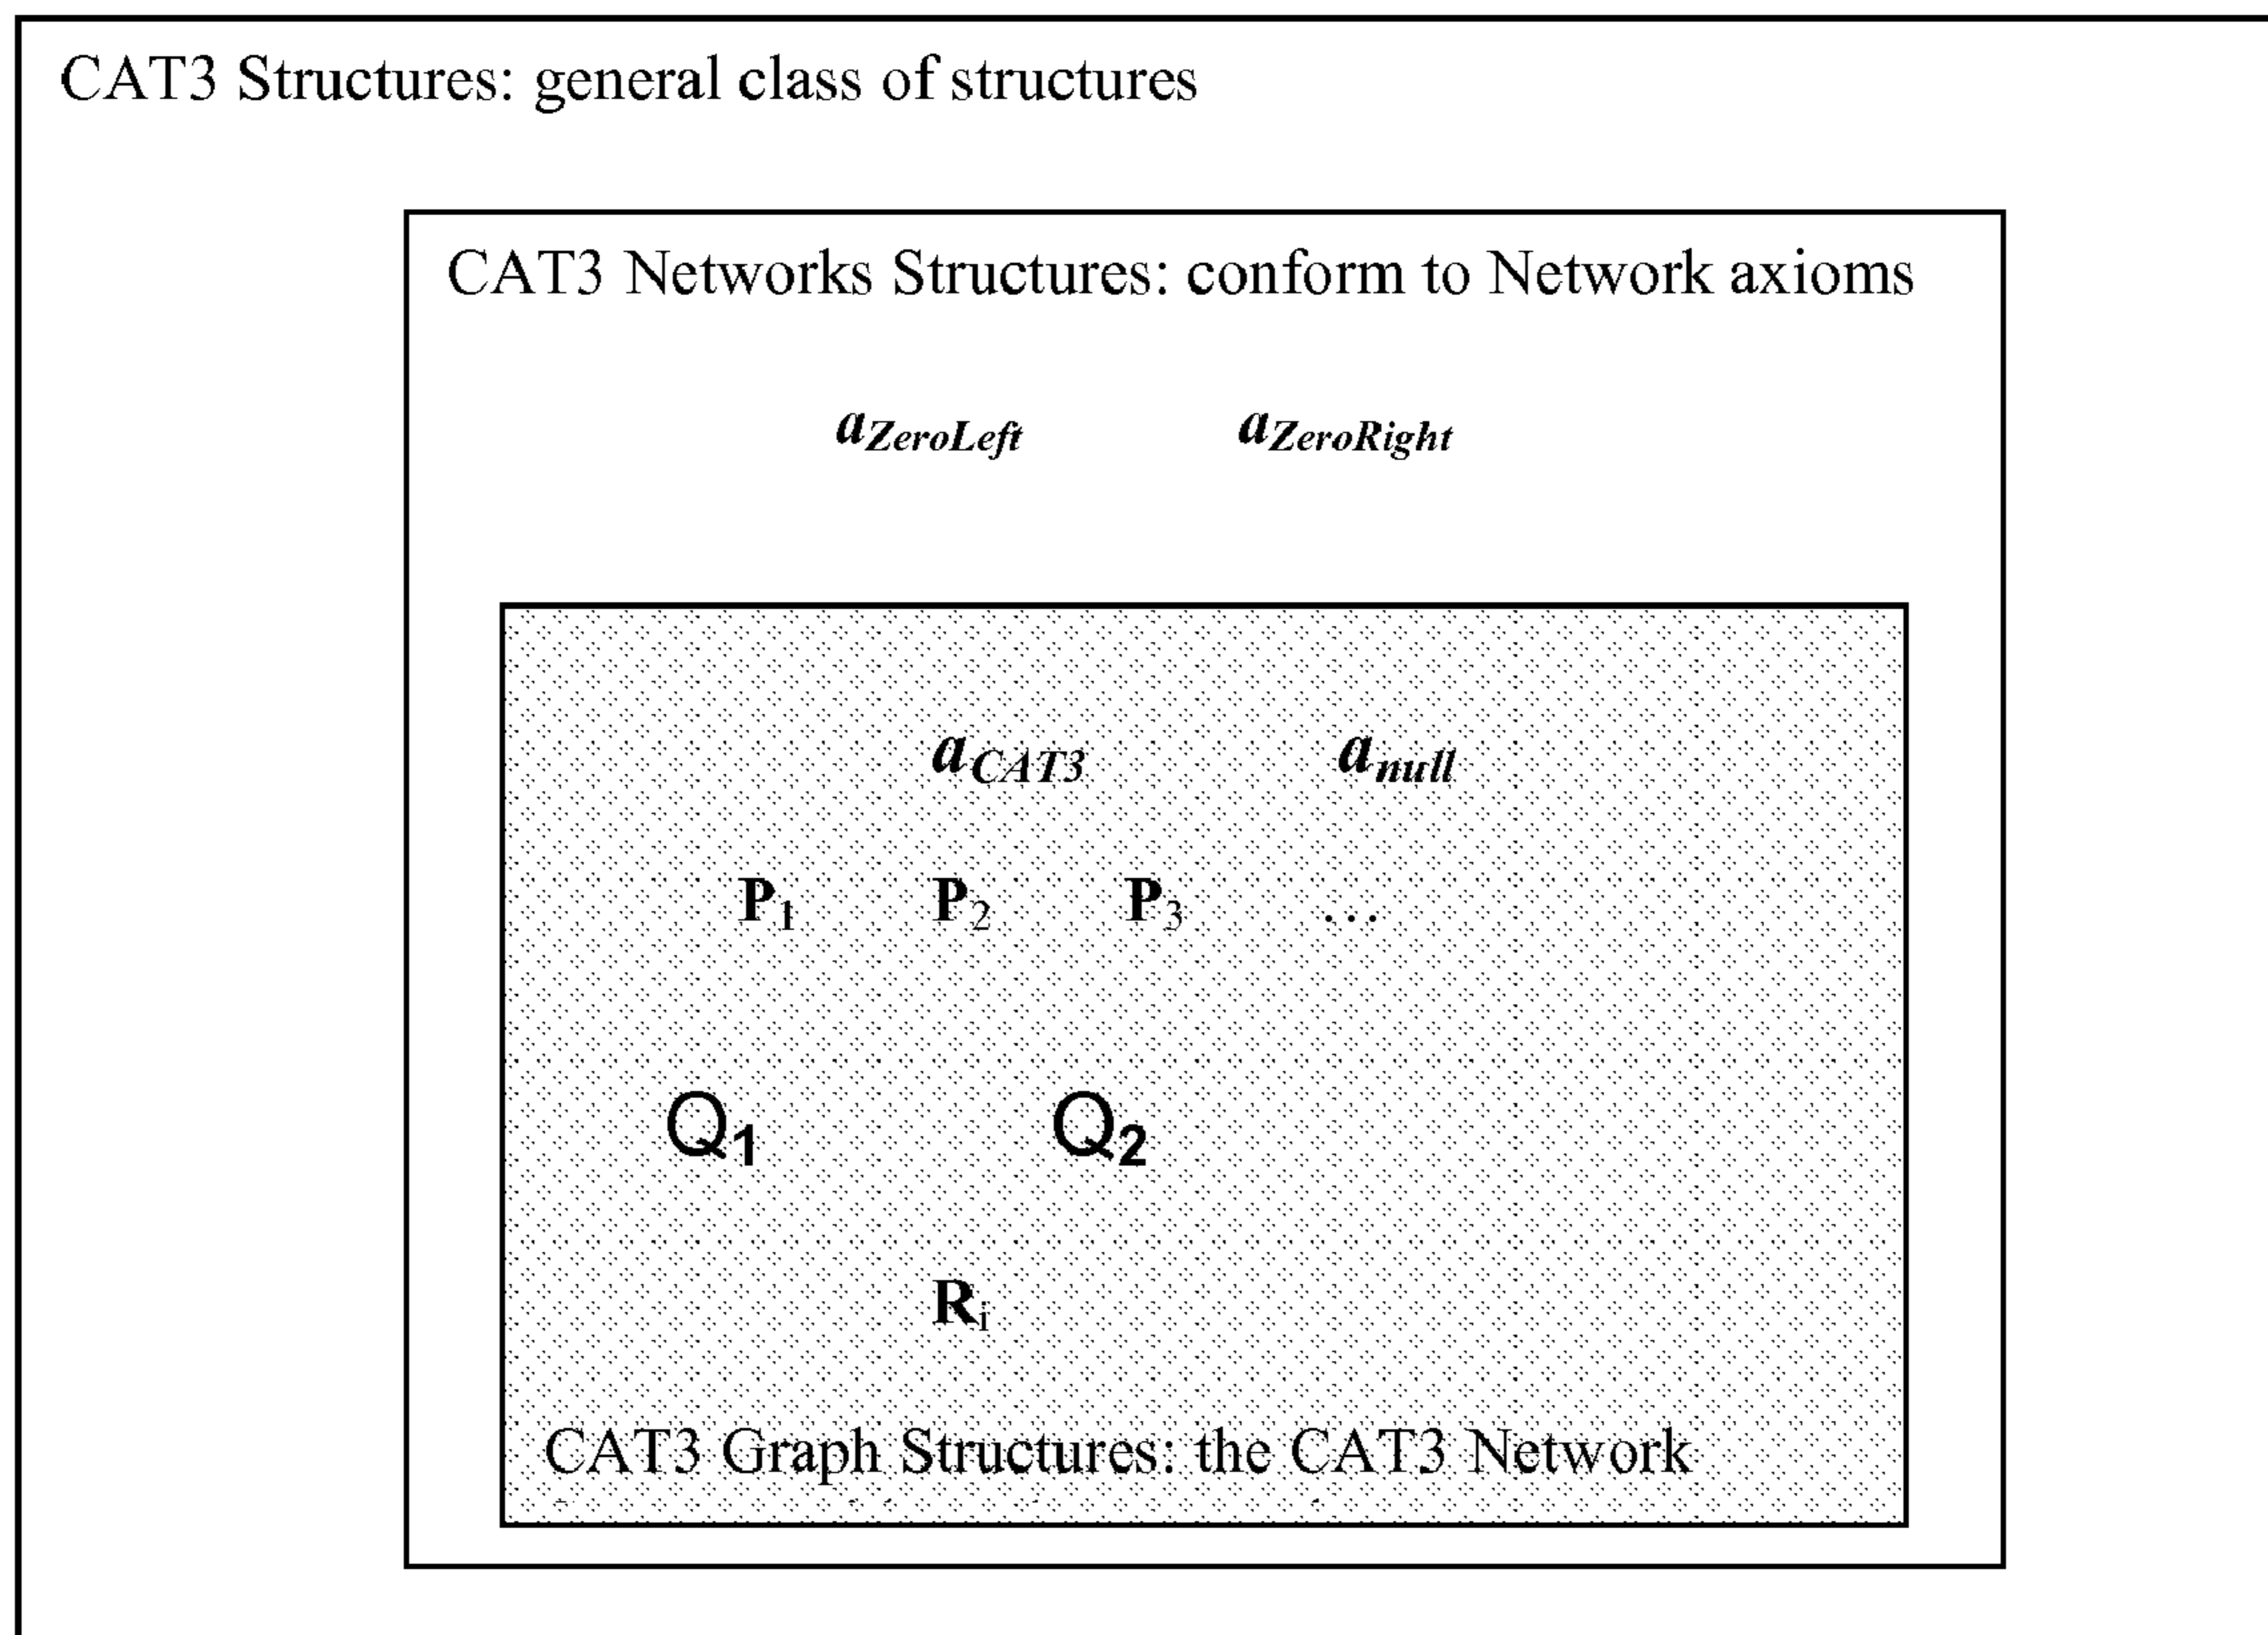 CAT3 Structures: general class of structures
CAT3 Networks Structures: conform to Network axioms
aZeroLeft aZeroRight
aCAT3 anull
P1 P2 P3 ...
Q1 Q2
Ri
CAT3 Graph Structures: the CAT3 Network